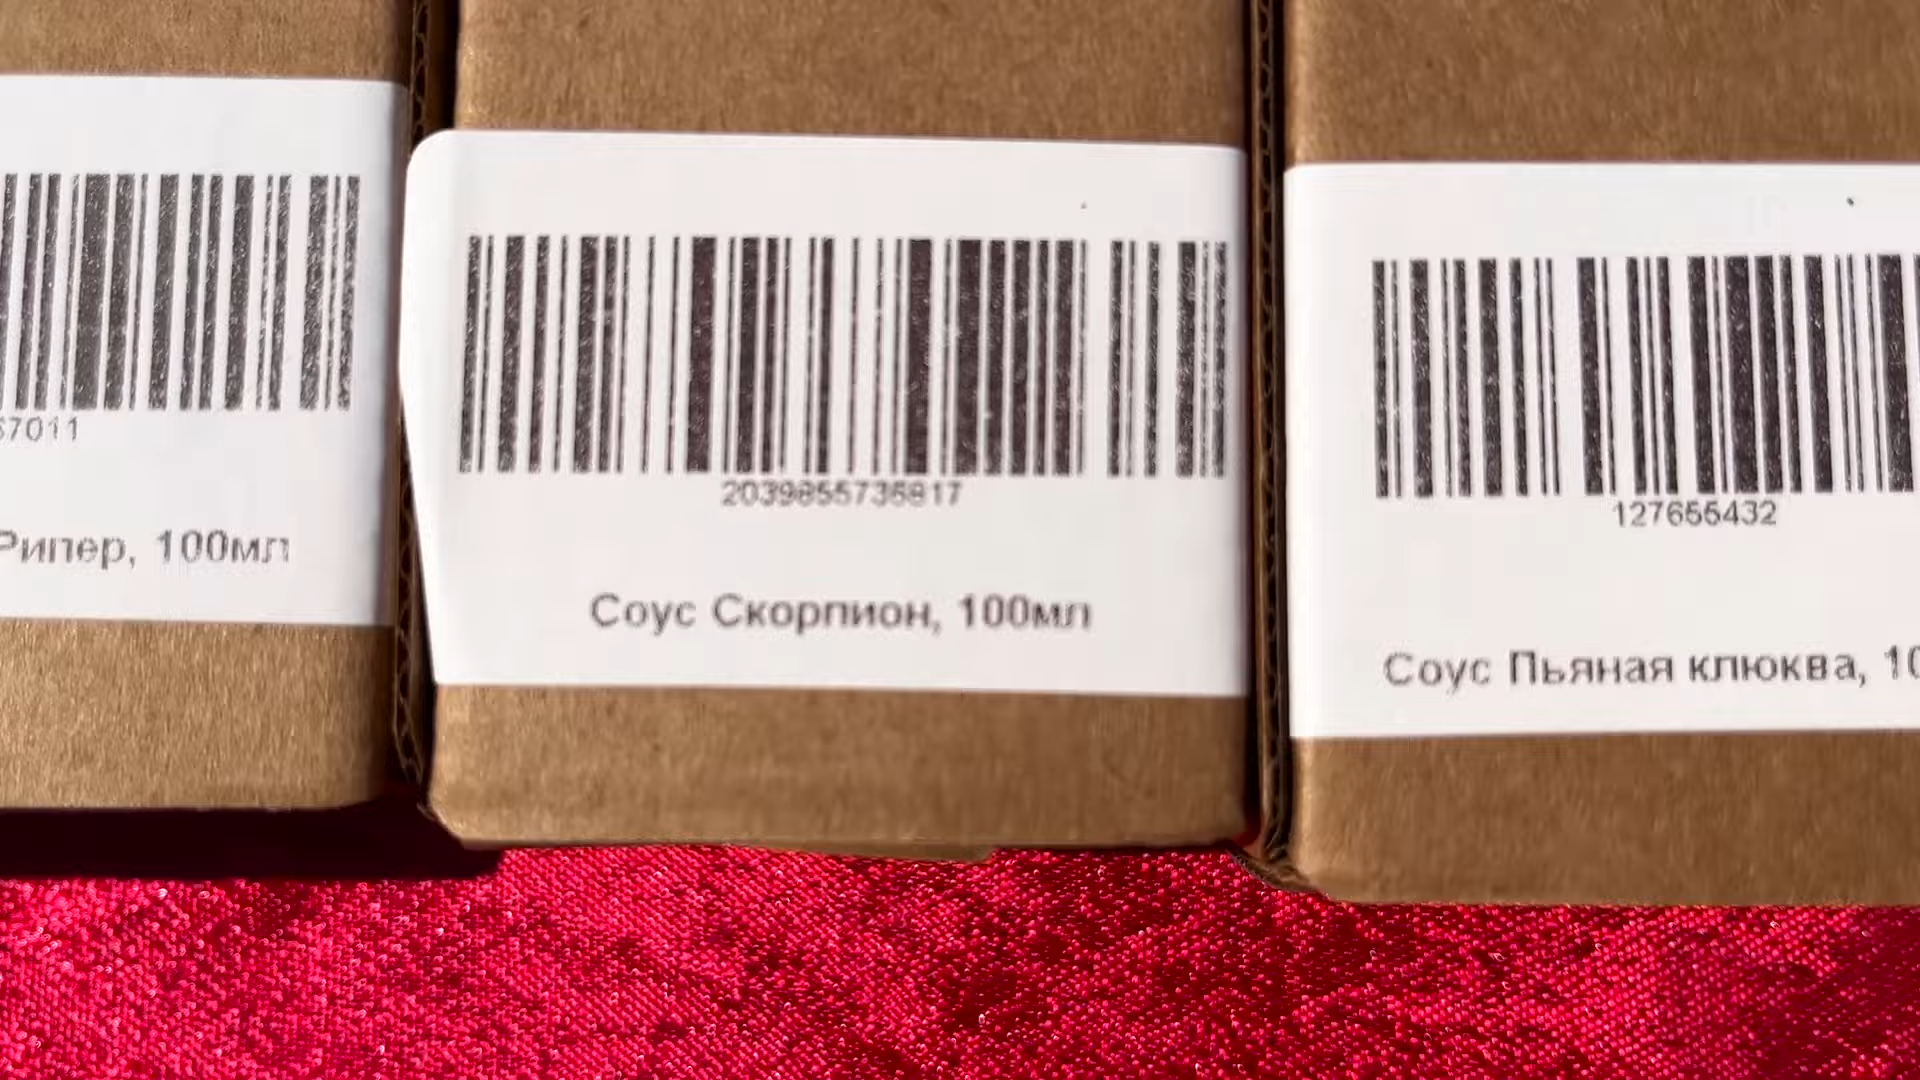 67011
Рипер, 100мл
2039855736817
Соус Скорпион, 100мл
127655432
Соус Пьяная клюква, 10